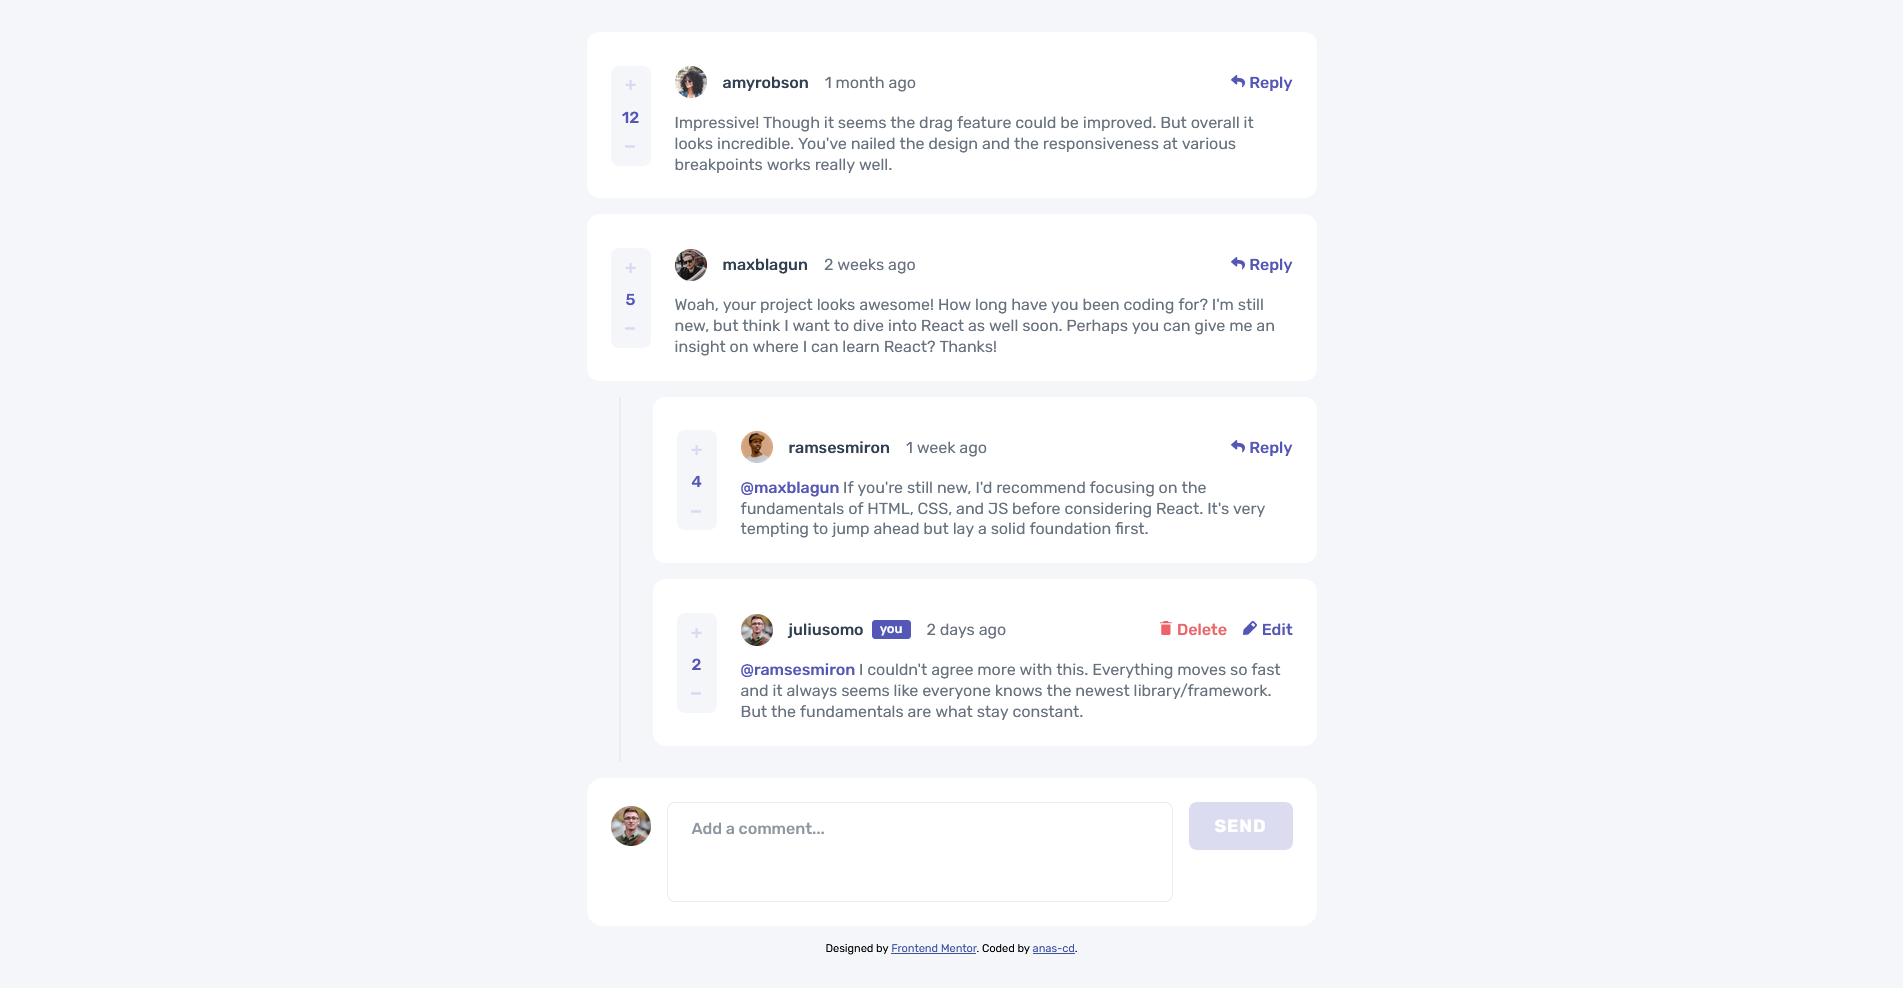 +
12
−
amyrobson 1 month ago Reply
Impressive! Though it seems the drag feature could be improved. But overall it
looks incredible. You've nailed the design and the responsiveness at various
breakpoints works really well.
+
5
−
maxblagun 2 weeks ago Reply
Woah, your project looks awesome! How long have you been coding for? I'm still
new, but think I want to dive into React as well soon. Perhaps you can give me an
insight on where I can learn React? Thanks!
+
4
−
ramsesmiron 1 week ago Reply
@maxblagun If you're still new, I'd recommend focusing on the
fundamentals of HTML, CSS, and JS before considering React. It's very
tempting to jump ahead but lay a solid foundation first.
+
2
−
juliusomo you 2 days ago Delete Edit
@ramsesmiron I couldn't agree more with this. Everything moves so fast
and it always seems like everyone knows the newest library/framework.
But the fundamentals are what stay constant.
Add a comment...
SEND
Designed by Frontend Mentor. Coded by anas-cd.